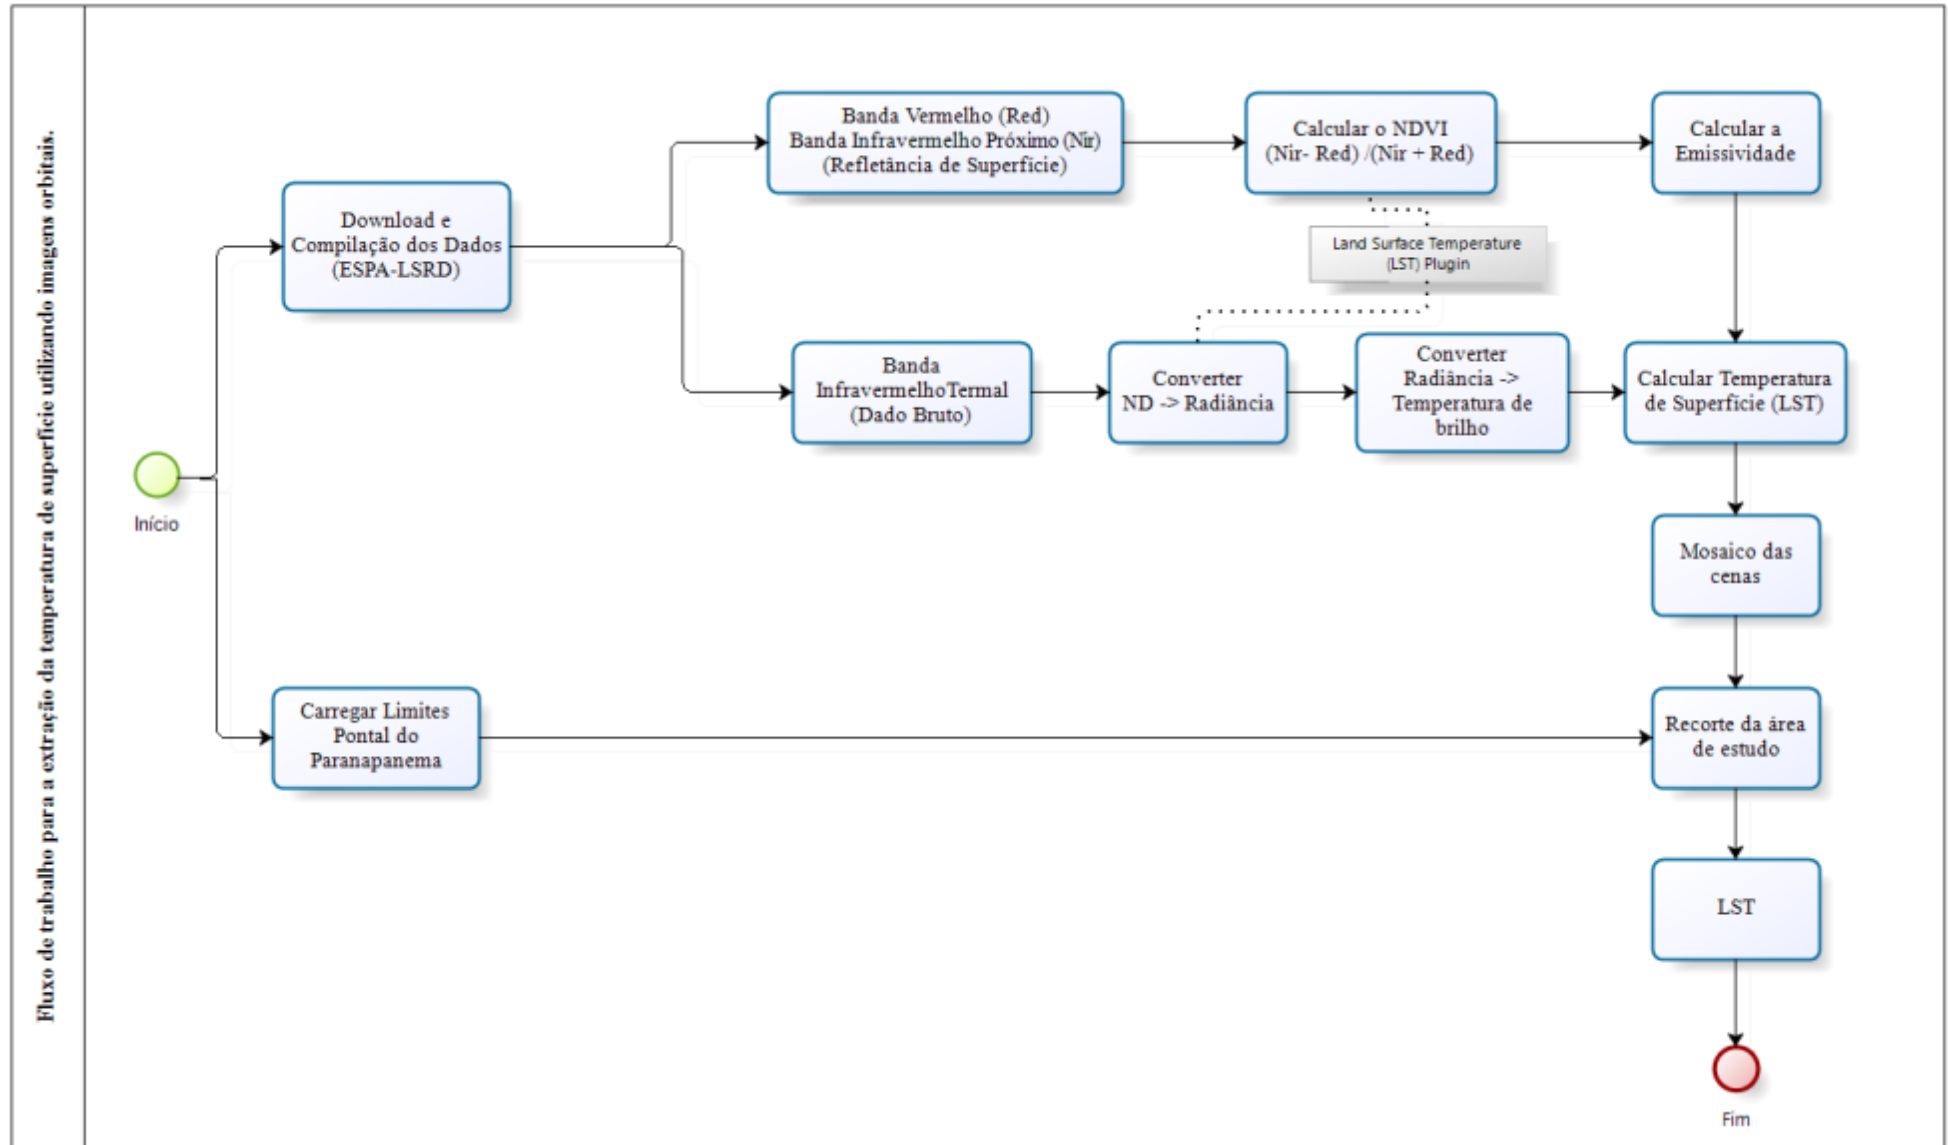 Fluxo de trabalho para a extração da temperatura de superfície utilizando imagens orbitais.
Início
Download e
Compilação dos Dados
(ESPA-LSRD)
Banda Vermelho (Red)
Banda Infravermelho Próximo (Nir)
(Refletância de Superfície)
Calcular o NDVI
(Nir- Red) /(Nir + Red)
Calcular a
Emissividade
Land Surface Temperature
(LST) Plugin
Banda
InfravermelhoTermal
(Dado Bruto)
Converter
ND -> Radiância
Converter
Radiância ->
Temperatura de
brilho
Calcular Temperatura
de Superfície (LST)
Mosaico das
cenas
Carregar Limites
Pontal do
Paranapanema
Recorte da área
de estudo
LST
Fim